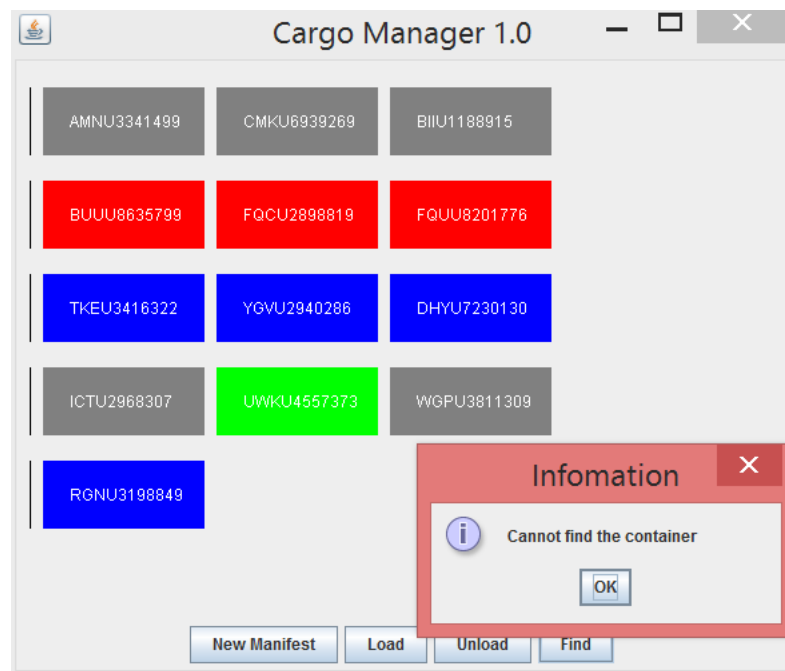 Cargo Manager 1.0
AMNU3341499 CMKU6939269 BIIU1188915
BUUU8635799 FQCU2898819 FQUU8201776
TKEU3416322 YGVU2940286 DHYU7230130
ICTU2968307 UWKU4557373 WGPU3811309
RGNU3198849
Infomation
Cannot find the container
OK
New Manifest Load Unload Find